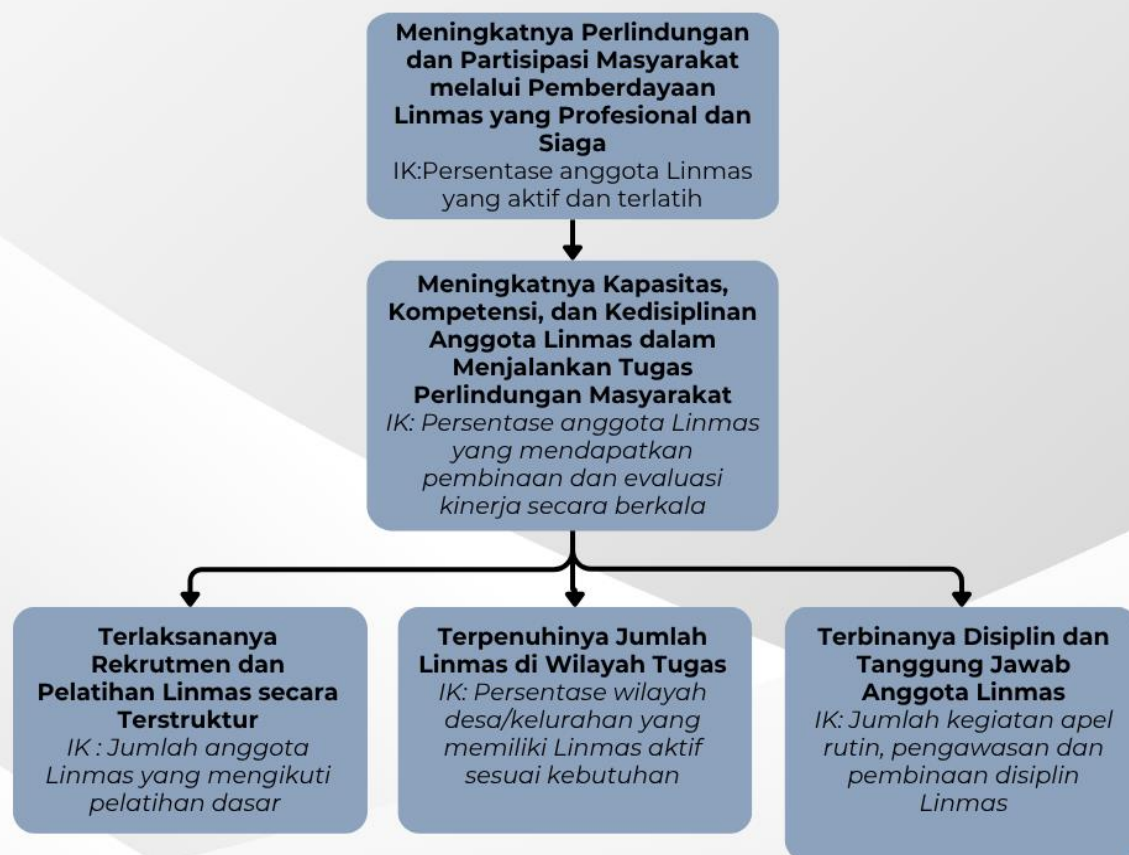 Meningkatnya Perlindungan
dan Partisipasi Masyarakat
melalui Pemberdayaan
Linmas yang Profesional dan
Siaga
IK:Persentase anggota Linmas
yang aktif dan terlatih
Meningkatnya Kapasitas,
Kompetensi, dan Kedisiplinan
Anggota Linmas dalam
Menjalankan Tugas
Perlindungan Masyarakat
IK: Persentase anggota Linmas
yang mendapatkan
pembinaan dan evaluasi
kinerja secara berkala
Terlaksananya
Rekrutmen dan
Pelatihan Linmas secara
Terstruktur
IK : Jumlah anggota
Linmas yang mengikuti
pelatihan dasar
Terpenuhinya Jumlah
Linmas di Wilayah Tugas
IK: Persentase wilayah
desa/kelurahan yang
memiliki Linmas aktif
sesuai kebutuhan
Terbinanya Disiplin dan
Tanggung Jawab
Anggota Linmas
IK: Jumlah kegiatan apel
rutin, pengawasan dan
pembinaan disiplin
Linmas